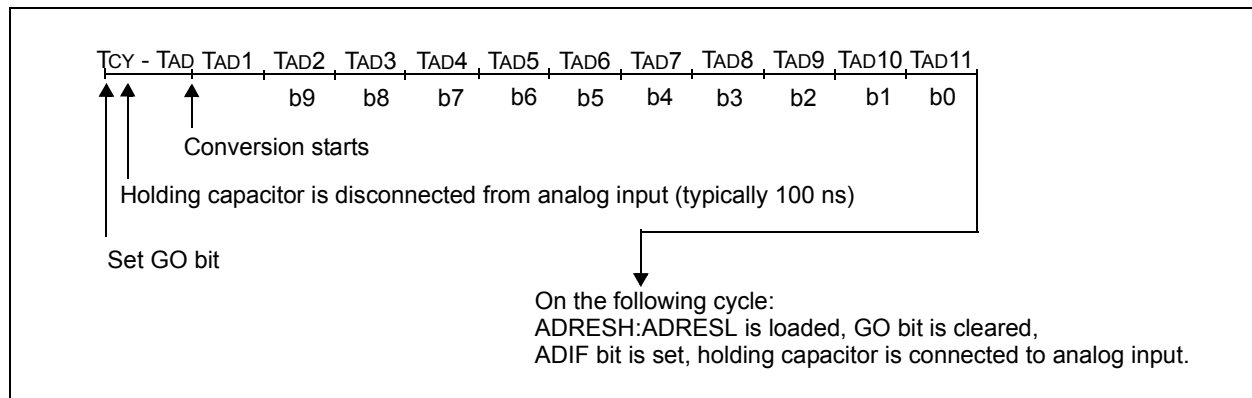 TCY - TAD TAD1 TAD2 TAD3 TAD4 TAD5 TAD6 TAD7 TAD8 TAD9 TAD10 TAD11
b9 b8 b7 b6 b5 b4 b3 b2 b1 b0
Conversion starts
Holding capacitor is disconnected from analog input (typically 100 ns)
Set GO bit
On the following cycle:
ADRESH:ADRESL is loaded, GO bit is cleared,
ADIF bit is set, holding capacitor is connected to analog input.